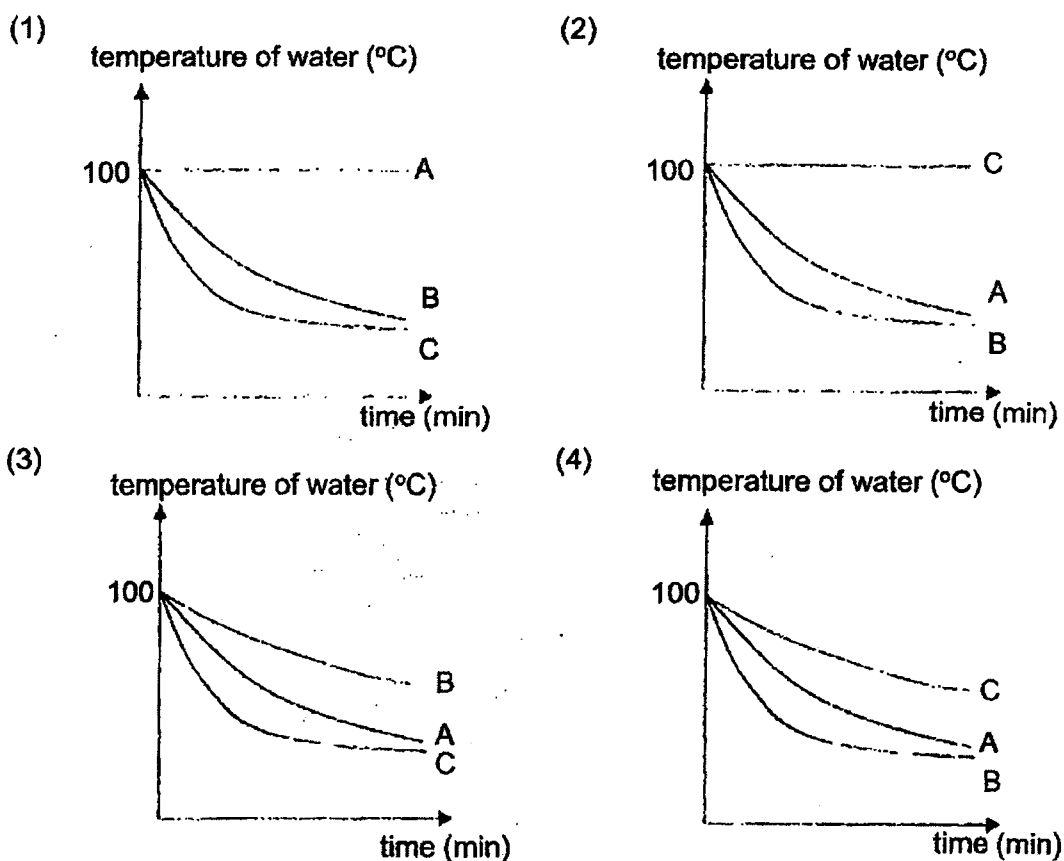 (1)
temperature of water (°C)
100
A
B
C
time (min)
(2)
temperature of water (°C)
100
C
A
B
time (min)
(3)
temperature of water (°C)
100
B
A
C
time (min)
(4)
temperature of water (°C)
100
C
A
B
time (min)